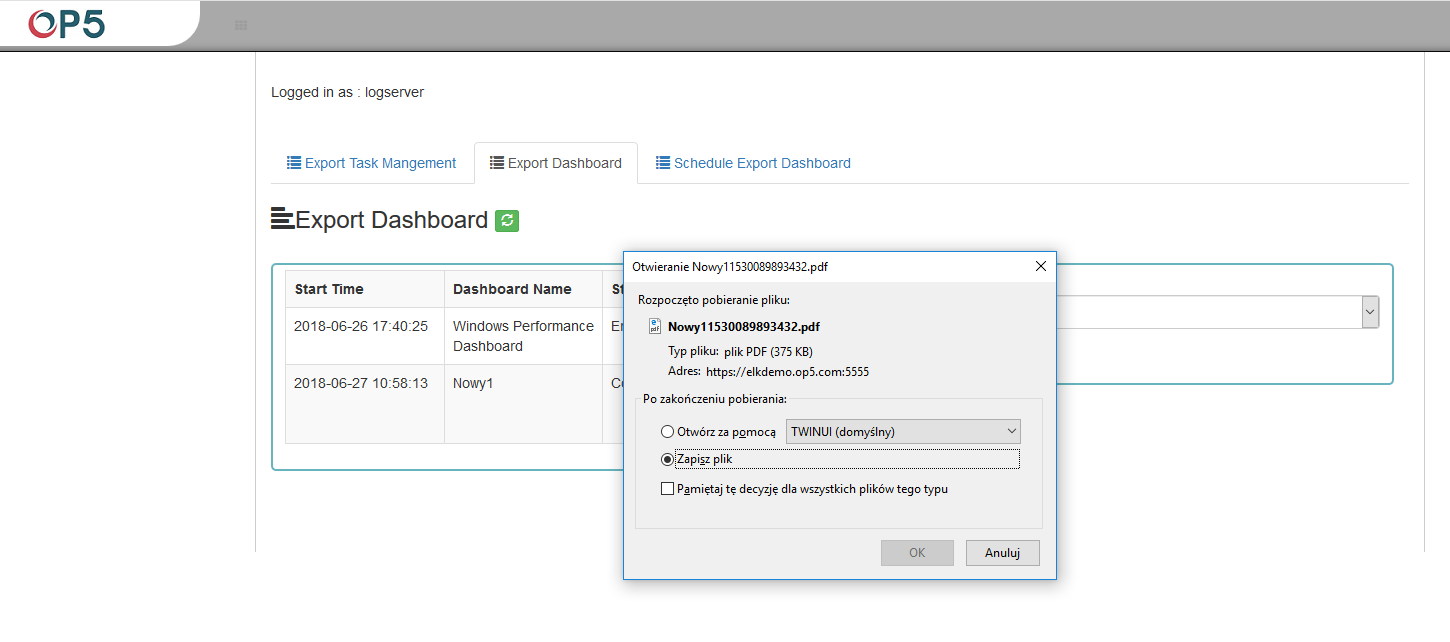 OP5
Logged in as : logserver
Export Task Mangement
Export Dashboard
Schedule Export Dashboard
Export Dashboard
Start Time
Dashboard Name
St
2018-06-26 17:40:25
Windows Performance
Dashboard
2018-06-27 10:58:13
Nowy1
Otwieranie Nowy11530089893432.pdf
Rozpoczęto pobieranie pliku:
Nowy11530089893432.pdf
Typ pliku: plik PDF (375 KB)
Adres: https://elkdemo.op5.com:5555
Po zakończeniu pobierania:
Otwórz za pomocą
TWINUI (domyślny)
Zapisz plik
Pamiętaj tę decyzję dla wszystkich plików tego typu
OK
Anuluj